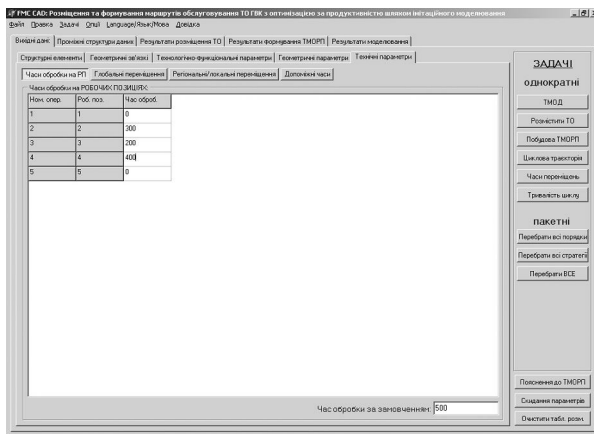 FMC CAD: Розміщення та формування маршрутів обслуговування ТО ГВК з оптимізацією за продуктивністю шляхом імітаційного моделювання
Файл Правка Задачі Опції Language/Язык/Мова Довідка
Вихідні дані Проміжні структури даних Результати розміщення ТО Результати формування ТМОРП Результати моделювання
Структурні елементи Геометричні зв'язкі Технологічно-функціональні параметри Геометричні параметри Технічні параметри
Часи обробки на РП Глобальні переміщення Регіональні/локальні переміщення Допоміжні часи
Часи обробки на РОБОЧИХ ПОЗИЦІЯХ:
Ном. опер. Роб. поз. Час оброб.
1 1 0
2 2 300
3 3 200
4 4 400
5 5 0
Час обробки за замовченням: 500
ЗАДАЧІ
однократні
ТМОД
Розмістити ТО
Побудова ТМОРП
Циклова траєкторія
Часи переміщень
Тривалість циклу
пакетні
Перебрати всі порядки
Перебрати всі стратегії
Перебрати ВСЕ
Пояснення до ТМОРП
Скидання параметрів
Очистити табл. розм.